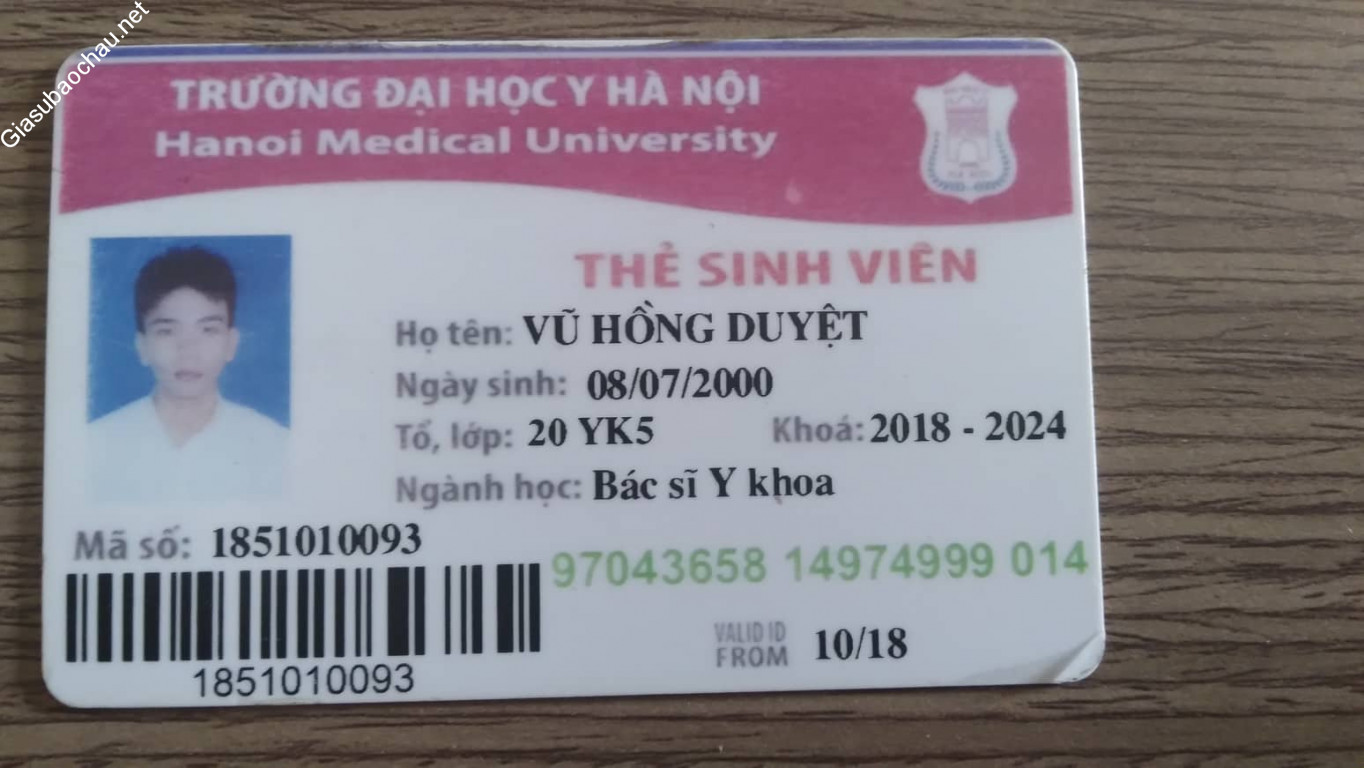 Giasubaochau.net
TRƯỜNG ĐẠI HỌC Y HÀ NỘI
Hanoi Medical University
THẺ SINH VIÊN
Họ tên: VŨ HỒNG DUYỆT
Ngày sinh: 08/07/2000
Tổ, lớp: 20 YK5 Khoá: 2018 - 2024
Ngành học: Bác sĩ Y khoa
Mã số: 1851010093
97043658 14974999 014
VALID ID
FROM 10/18
1851010093